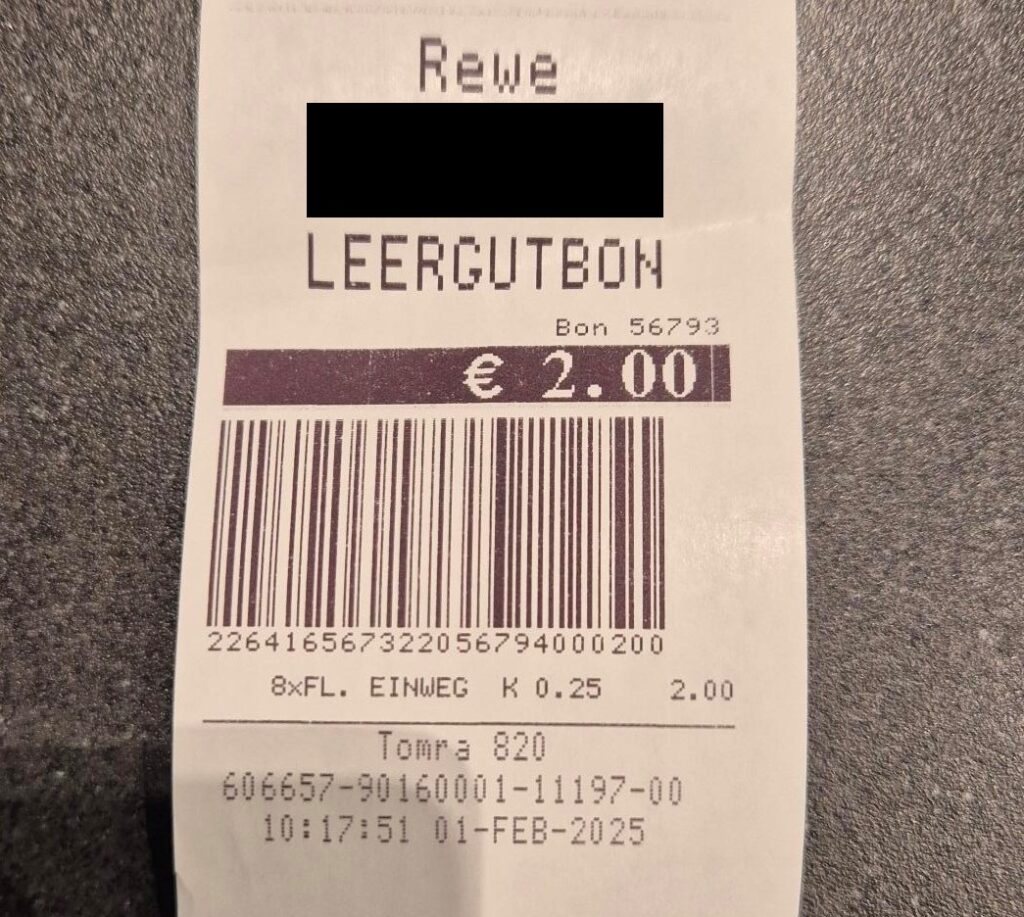 Rewe
LEERGUTBON
Bon 56793
€ 2.00
226416567322056794000200
8xFL. EINWEG K 0.25 2.00
Tomra 820
606657-90160001-11197-00
10:17:51 01-FEB-2025